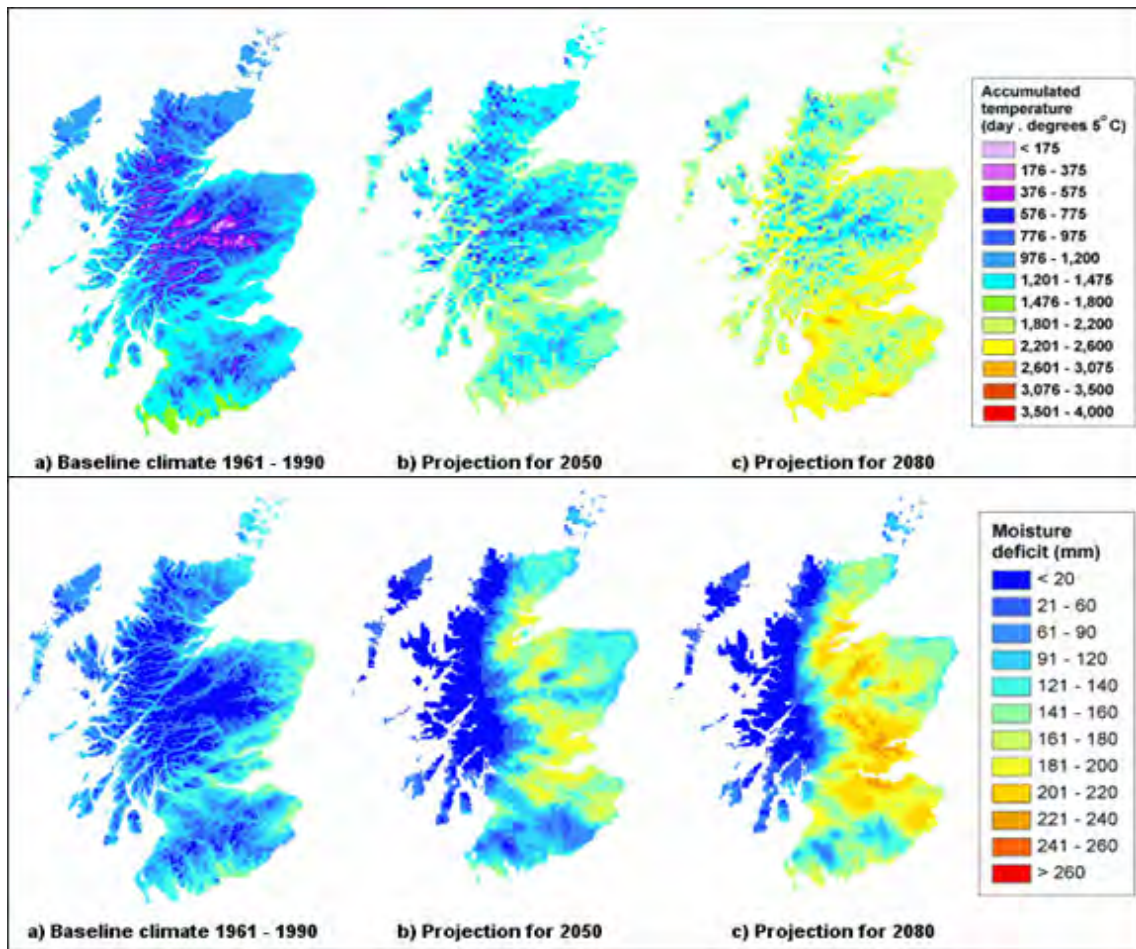 Accumulated
temperature
(day . degrees 5°C)
< 175
176 - 375
376 - 575
576 - 775
776 - 975
976 - 1,200
1,201 - 1,475
1,476 - 1,800
1,801 - 2,200
2,201 - 2,600
2,601 - 3,075
3,076 - 3,500
3,501 - 4,000
a) Baseline climate 1961 - 1990
b) Projection for 2050
c) Projection for 2080
Moisture
deficit (mm)
< 20
21 - 60
61 - 90
91 - 120
121 - 140
141 - 160
161 - 180
181 - 200
201 - 220
221 - 240
241 - 260
> 260
a) Baseline climate 1961 - 1990
b) Projection for 2050
c) Projection for 2080